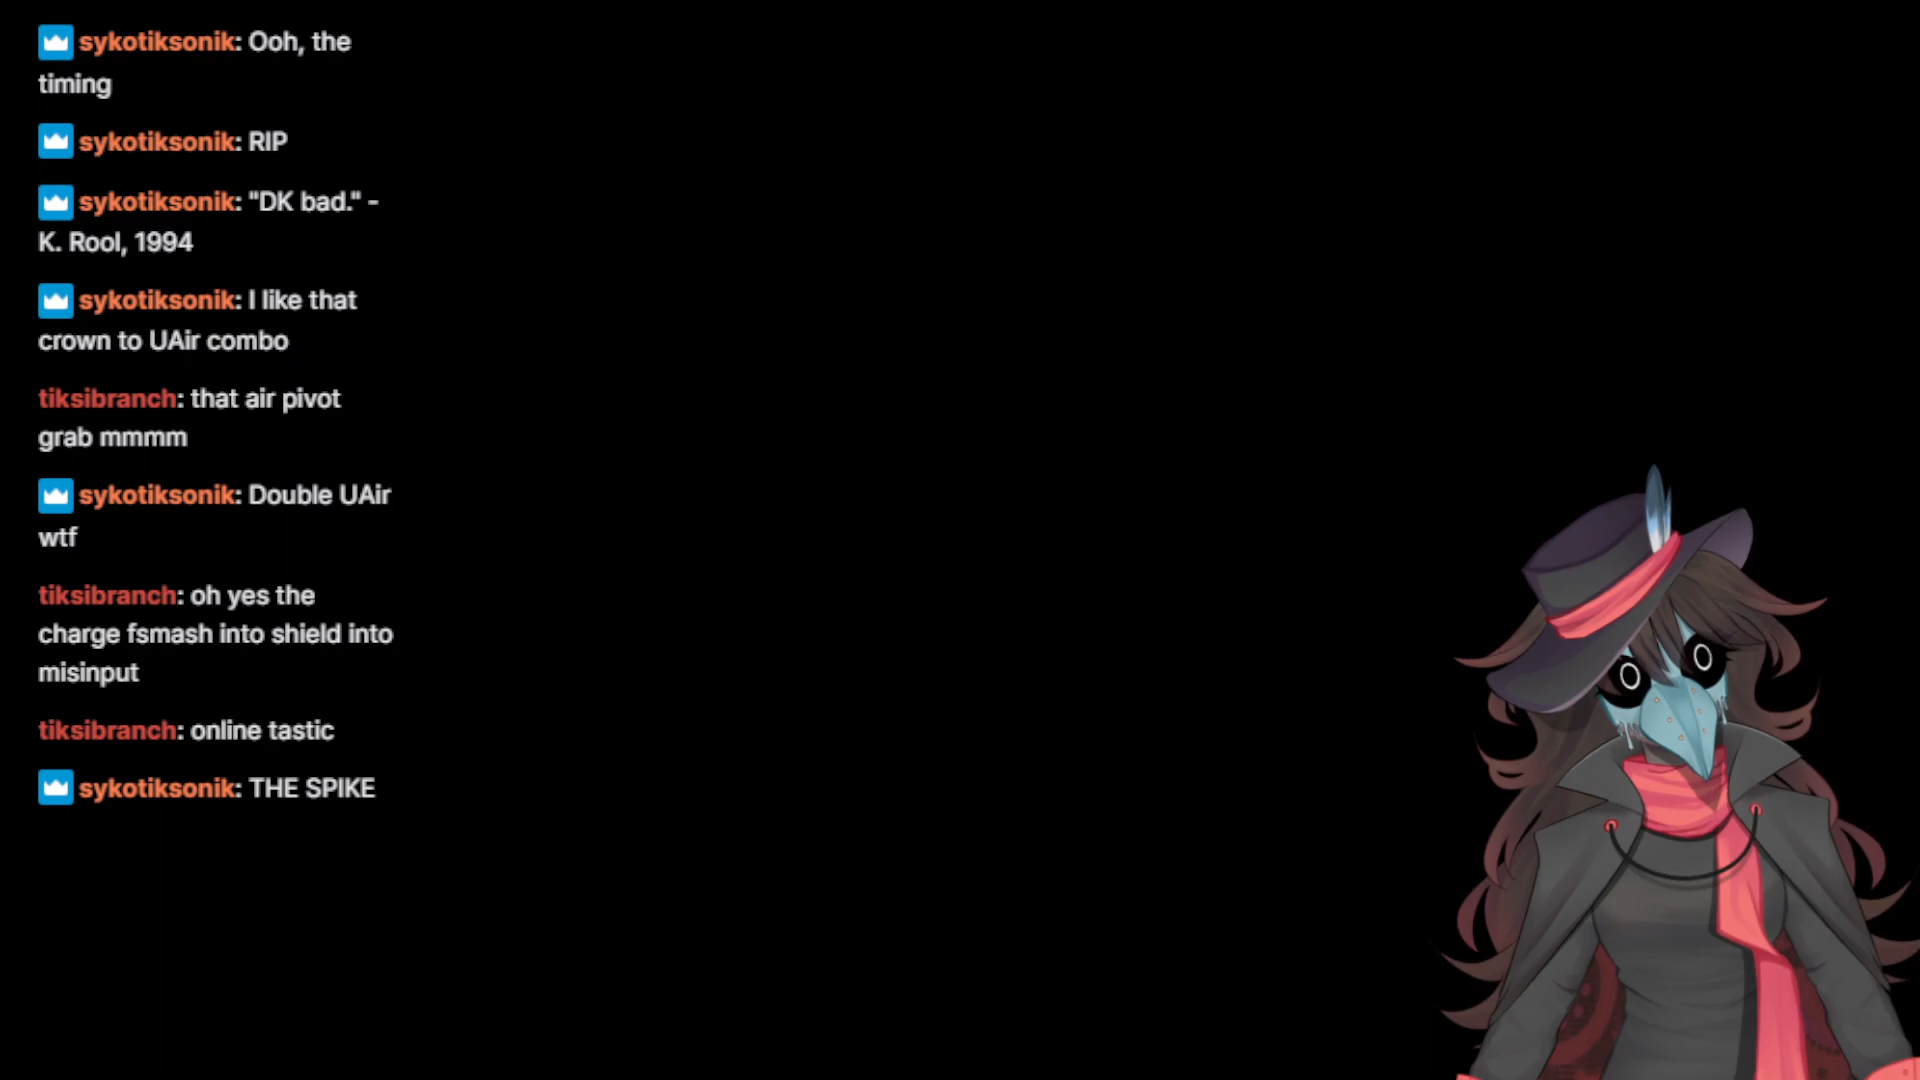 sykotiksonik: Ooh, the
timing
sykotiksonik: RIP
sykotiksonik: "DK bad." -
K. Rool, 1994
sykotiksonik: I like that
crown to UAir combo
tiksibranch: that air pivot
grab mmmm
sykotiksonik: Double UAir
wtf
tiksibranch: oh yes the
charge fsmash into shield into
misinput
tiksibranch: online tastic
sykotiksonik: THE SPIKE